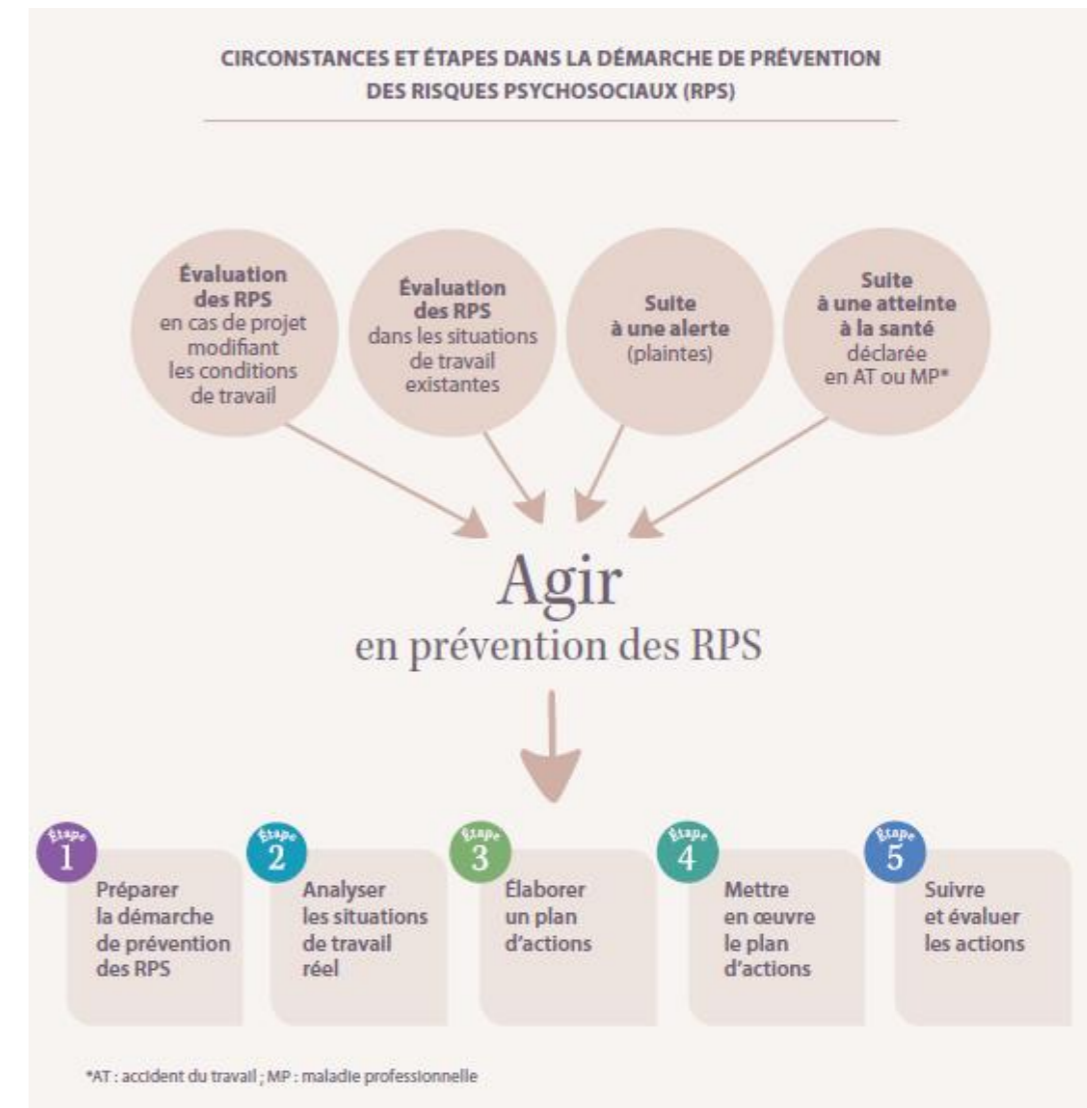 CIRCONSTANCES ET ÉTAPES DANS LA DÉMARCHE DE PRÉVENTION
DES RISQUES PSYCHOSOCIAUX (RPS)
Évaluation
des RPS
en cas de projet
modifiant
les conditions
de travail
Évaluation
des RPS
dans les situations
de travail
existantes
Suite
à une alerte
(plaintes)
Suite
à une atteinte
à la santé
déclarée
en AT ou MP*
Agir
en prévention des RPS
Étape
1
Préparer
la démarche
de prévention
des RPS
Étape
2
Analyser
les situations
de travail
réel
Étape
3
Élaborer
un plan
d’actions
Étape
4
Mettre
en œuvre
le plan
d’actions
Étape
5
Suivre
et évaluer
les actions
*AT : accident du travail ; MP : maladie professionnelle